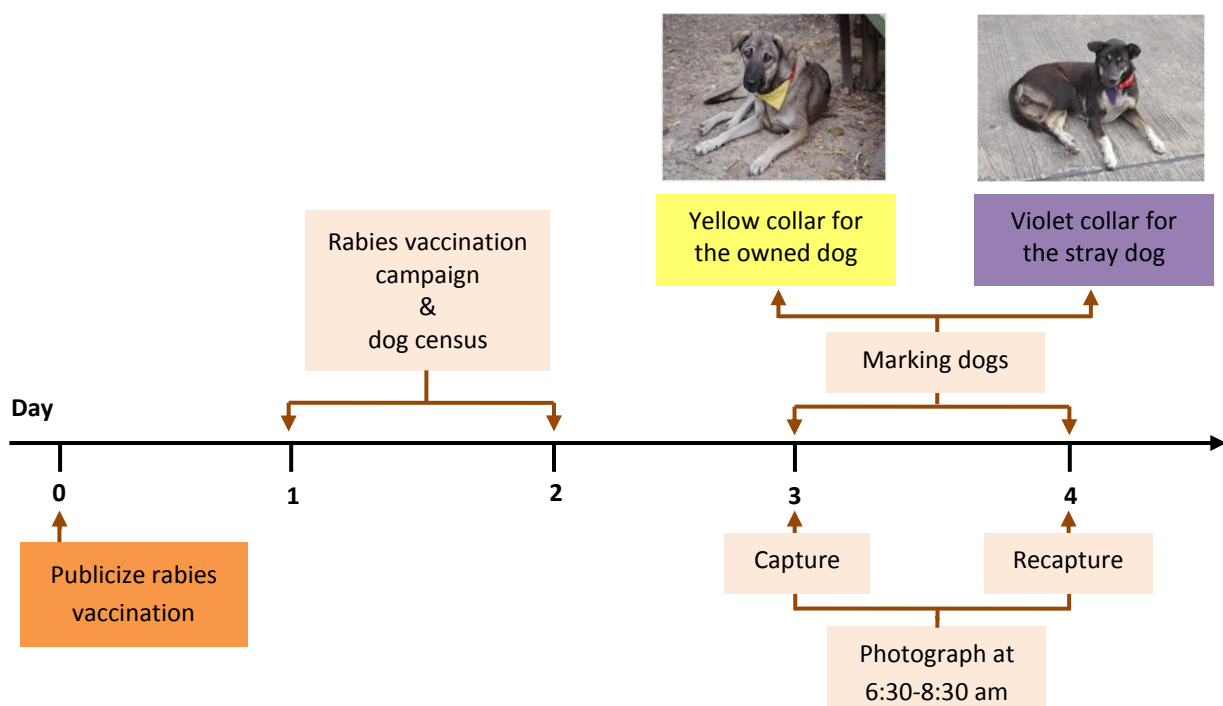 Yellow collar for
the owned dog
Violet collar for
the stray dog
Rabies vaccination
campaign
&
dog census
Marking dogs
Day
0
1
2
3
4
Publicize rabies
vaccination
Capture
Recapture
Photograph at
6:30-8:30 am